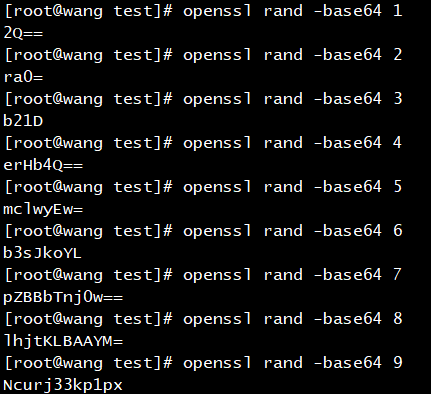 [root@wang test]# openssl rand -base64 1
2Q==
[root@wang test]# openssl rand -base64 2
raO=
[root@wang test]# openssl rand -base64 3
b21D
[root@wang test]# openssl rand -base64 4
erHb4Q==
[root@wang test]# openssl rand -base64 5
mclwyEw=
[root@wang test]# openssl rand -base64 6
b3sJkoYL
[root@wang test]# openssl rand -base64 7
pZBBbTnjOw==
[root@wang test]# openssl rand -base64 8
lhjtKLBAAYM=
[root@wang test]# openssl rand -base64 9
Ncurj33kp1px